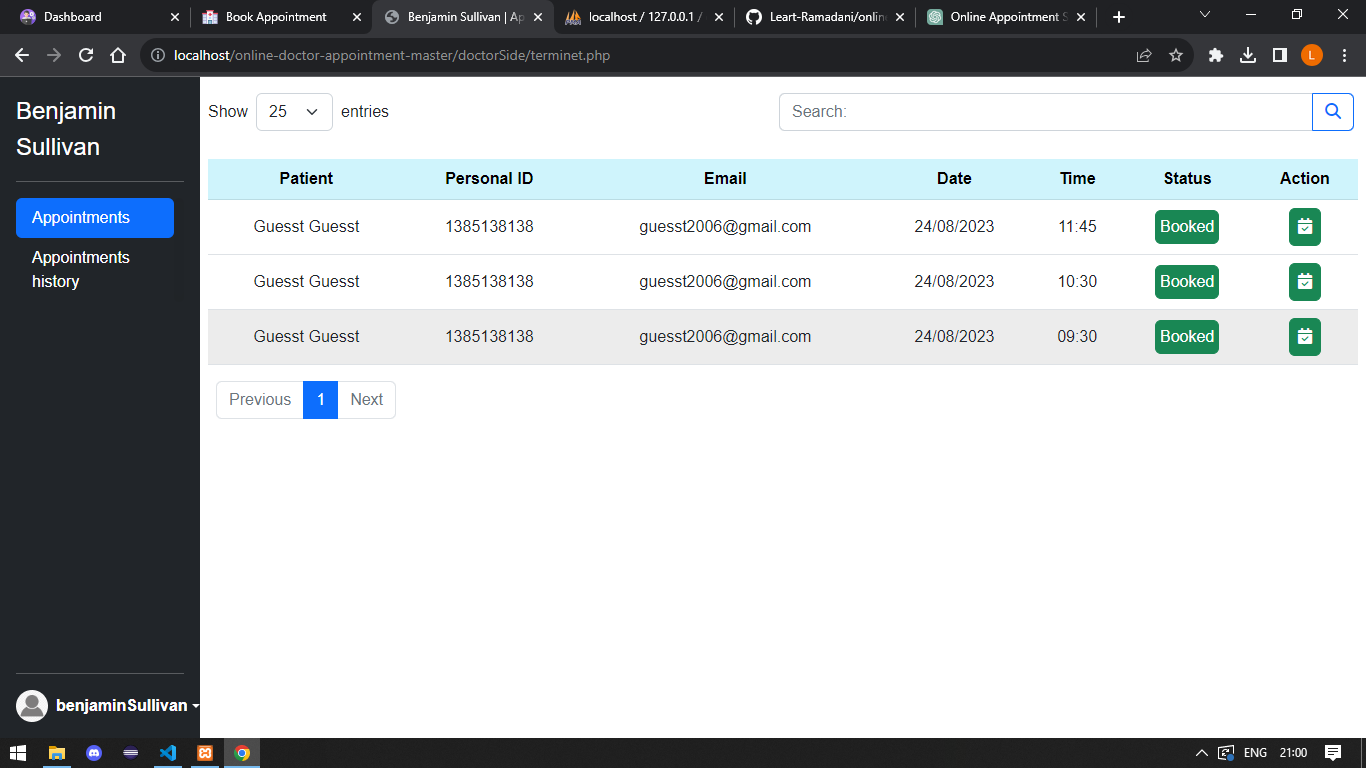 Dashboard
Book Appointment
Benjamin Sullivan | Ap
localhost / 127.0.0.1 /
Leart-Ramadani/onlin
Online Appointment S
localhost/online-doctor-appointment-master/doctorSide/terminet.php
L
Benjamin
Sullivan
Appointments
Appointments
history
benjaminSullivan
Show 25 entries
Search:
Patient Personal ID Email Date Time Status Action
Guesst Guesst 1385138138 guesst2006@gmail.com 24/08/2023 11:45 Booked
Guesst Guesst 1385138138 guesst2006@gmail.com 24/08/2023 10:30 Booked
Guesst Guesst 1385138138 guesst2006@gmail.com 24/08/2023 09:30 Booked
Previous 1 Next
ENG 21:00